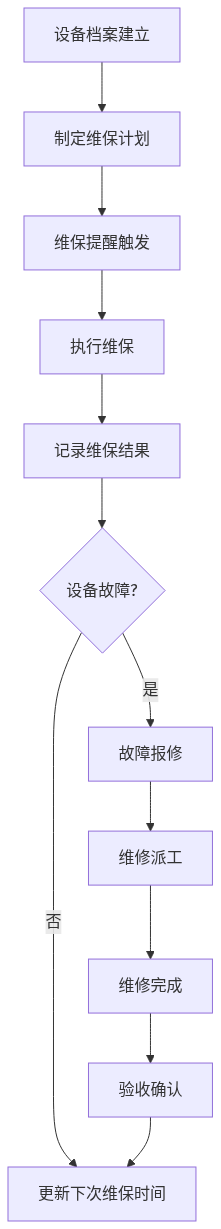 设备档案建立
制定维保计划
维保提醒触发
执行维保
记录维保结果
设备故障?
是
故障报修
维修派工
否
维修完成
验收确认
更新下次维保时间